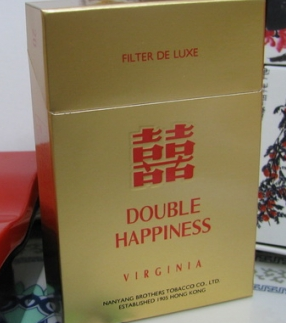 FILTER DE LUXE
囍
DOUBLE
HAPPINESS
VIRGINIA
NANYANG BROTHERS TOBACCO CO., LTD.
ESTABLISHED 1905 HONG KONG